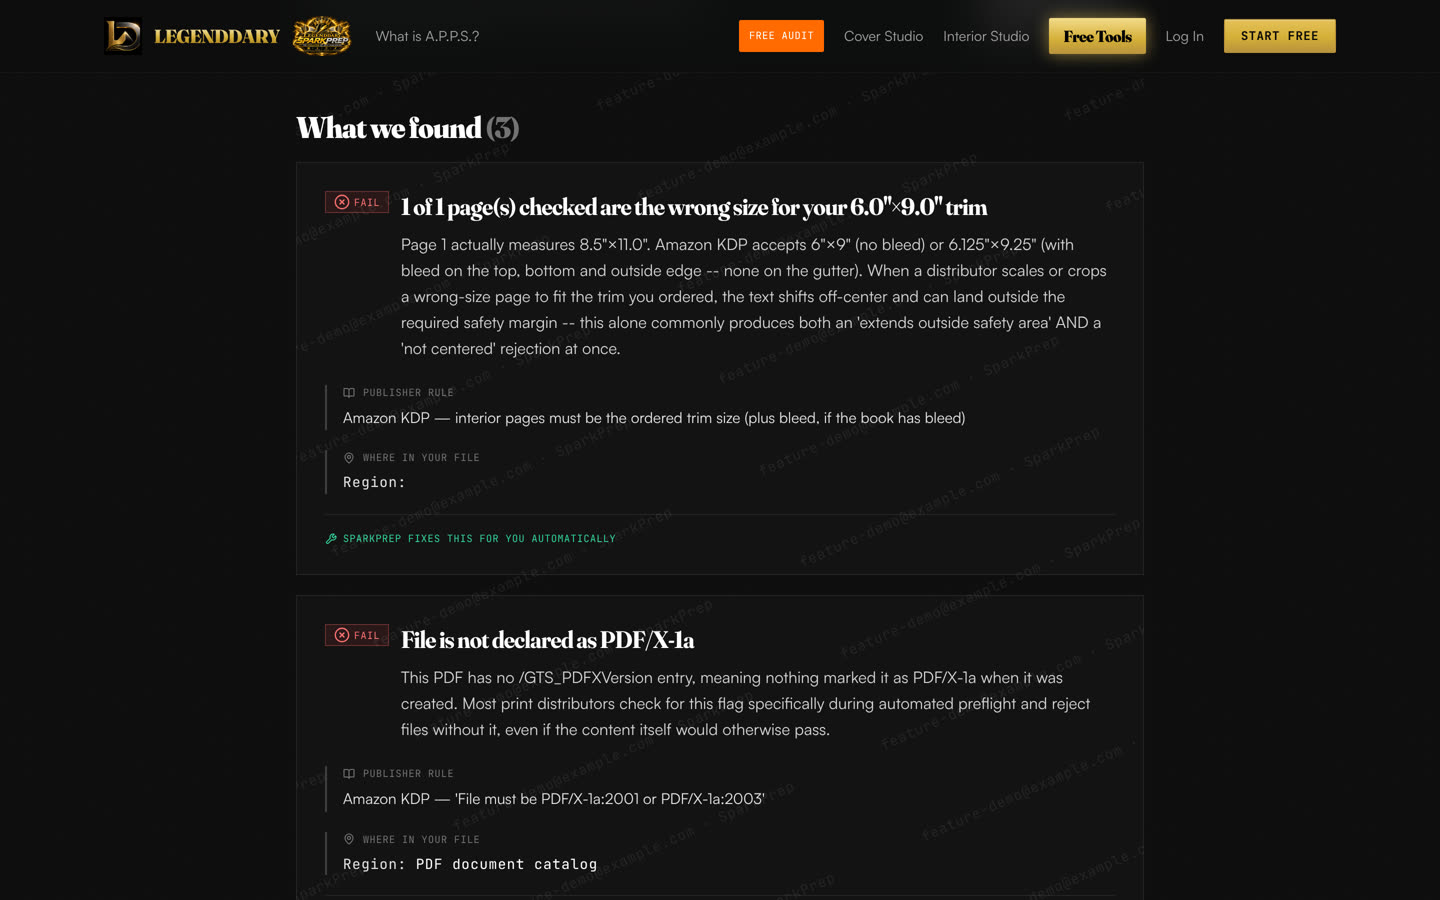 LEGENDDARY
SPARKPREP
What is A.P.P.S.?
FREE AUDIT
Cover Studio
Interior Studio
Free Tools
Log In
START FREE
What we found (3)
FAIL
1 of 1 page(s) checked are the wrong size for your 6.0"×9.0" trim
Page 1 actually measures 8.5"×11.0". Amazon KDP accepts 6"×9" (no bleed) or 6.125"×9.25" (with
bleed on the top, bottom and outside edge -- none on the gutter). When a distributor scales or crops
a wrong-size page to fit the trim you ordered, the text shifts off-center and can land outside the
required safety margin -- this alone commonly produces both an 'extends outside safety area' AND a
'not centered' rejection at once.
PUBLISHER RULE
Amazon KDP — interior pages must be the ordered trim size (plus bleed, if the book has bleed)
WHERE IN YOUR FILE
Region:
SPARKPREP FIXES THIS FOR YOU AUTOMATICALLY
FAIL
File is not declared as PDF/X-1a
This PDF has no /GTS_PDFXVersion entry, meaning nothing marked it as PDF/X-1a when it was
created. Most print distributors check for this flag specifically during automated preflight and reject
files without it, even if the content itself would otherwise pass.
PUBLISHER RULE
Amazon KDP — 'File must be PDF/X-1a:2001 or PDF/X-1a:2003'
WHERE IN YOUR FILE
Region: PDF document catalog
feature-demo@example.com · SparkPrep